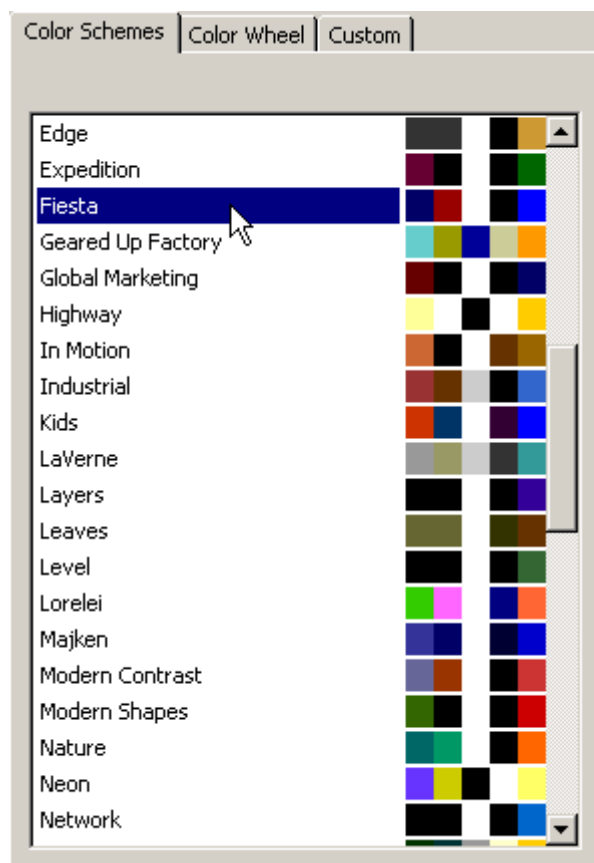 Color Schemes Color Wheel Custom
Edge
Expedition
Fiesta
Geared Up Factory
Global Marketing
Highway
In Motion
Industrial
Kids
LaVerne
Layers
Leaves
Level
Lorelei
Majken
Modern Contrast
Modern Shapes
Nature
Neon
Network